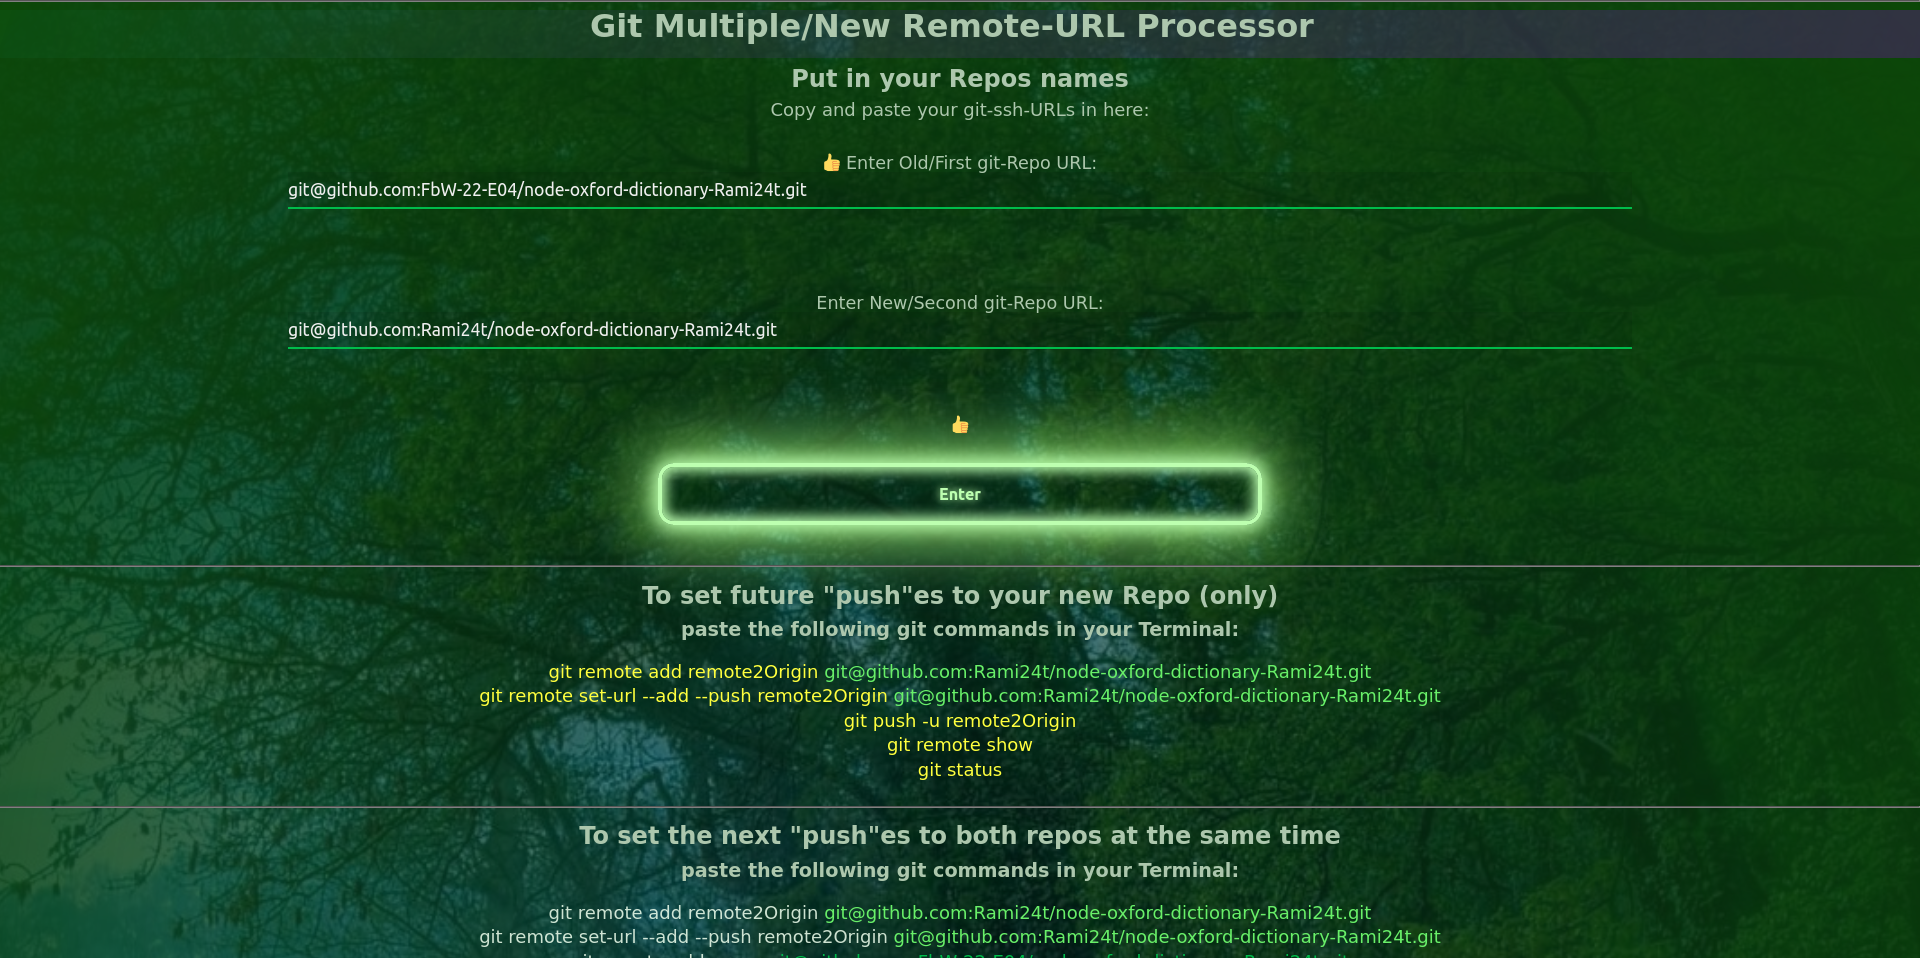 Git Multiple/New Remote-URL Processor
Put in your Repos names
Copy and paste your git-ssh-URLs in here:
👍 Enter Old/First git-Repo URL:
git@github.com:FbW-22-E04/node-oxford-dictionary-Rami24t.git
Enter New/Second git-Repo URL:
git@github.com:Rami24t/node-oxford-dictionary-Rami24t.git
👍
Enter
To set future "push"es to your new Repo (only)
paste the following git commands in your Terminal:
git remote add remote2Origin git@github.com:Rami24t/node-oxford-dictionary-Rami24t.git
git remote set-url --add --push remote2Origin git@github.com:Rami24t/node-oxford-dictionary-Rami24t.git
git push -u remote2Origin
git remote show
git status
To set the next "push"es to both repos at the same time
paste the following git commands in your Terminal:
git remote add remote2Origin git@github.com:Rami24t/node-oxford-dictionary-Rami24t.git
git remote set-url --add --push remote2Origin git@github.com:Rami24t/node-oxford-dictionary-Rami24t.git